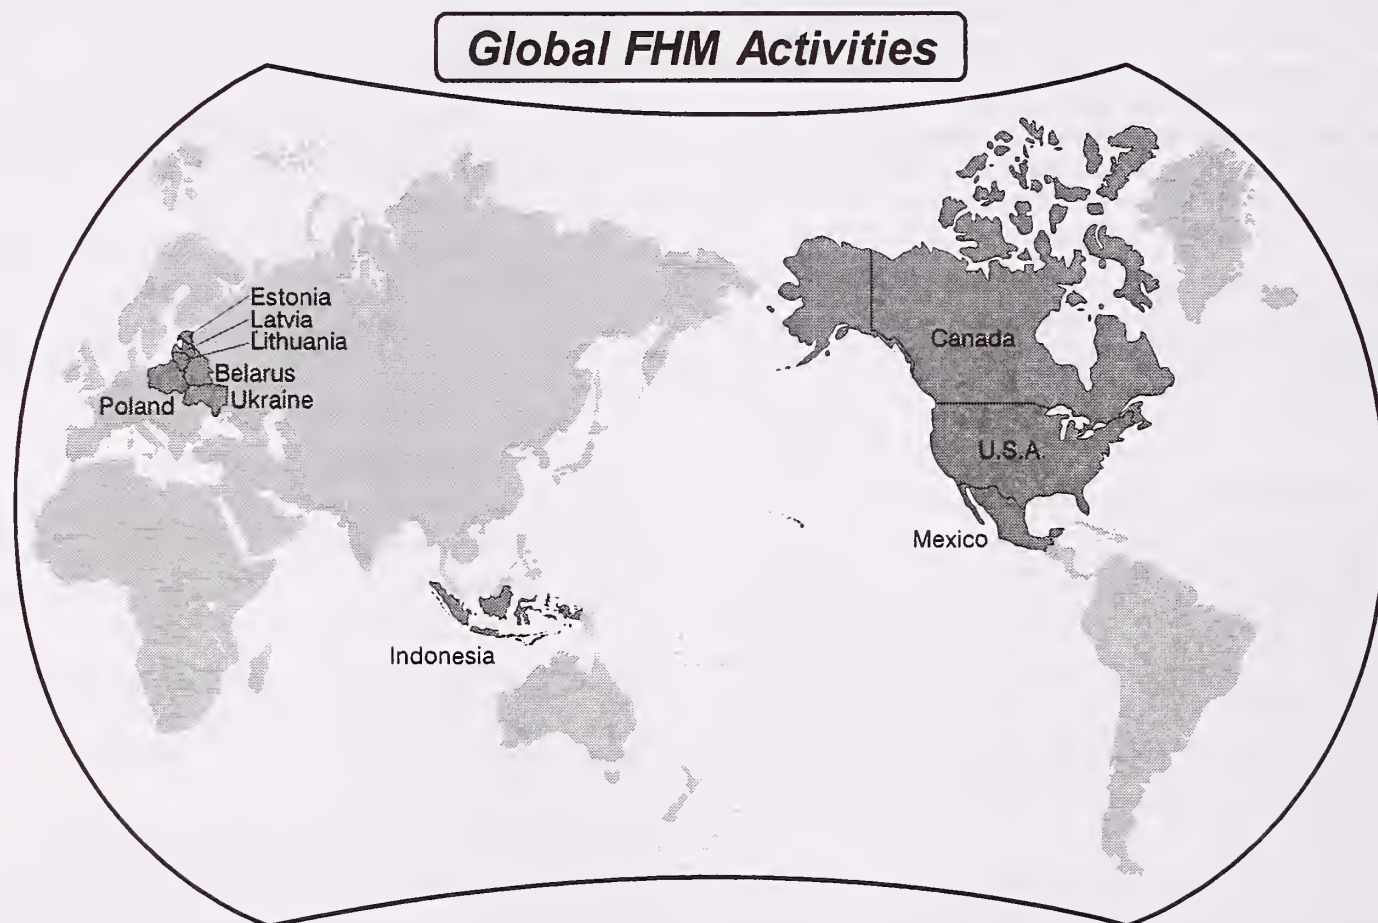 Global FHM Activities
Estonia
Latvia
Lithuania
Belarus
Poland
Ukraine
Canada
U.S.A.
Mexico
Indonesia